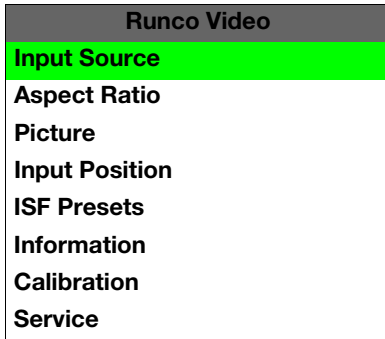 Runco Video
Input Source
Aspect Ratio
Picture
Input Position
ISF Presets
Information
Calibration
Service